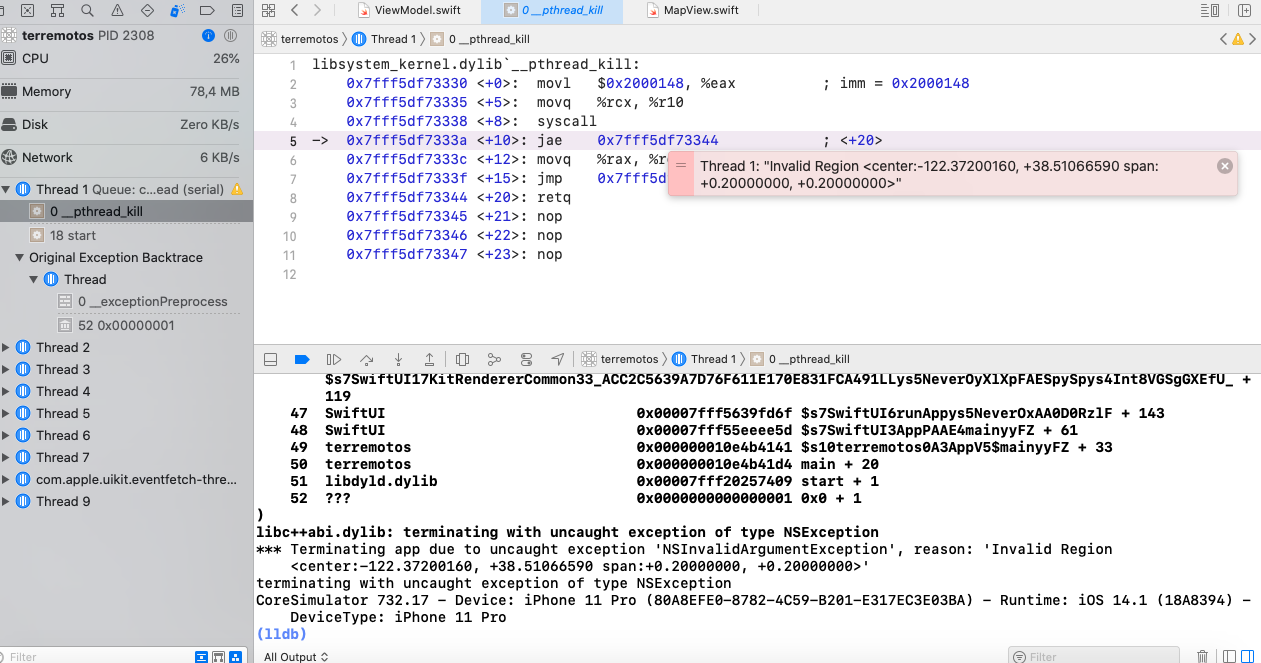 ViewModel.swift
0 __pthread_kill
MapView.swift
terremotos PID 2308
terremotos
Thread 1
0 __pthread_kill
CPU
26%
Memory
78,4 MB
Disk
Zero KB/s
Network
6 KB/s
Thread 1 Queue: c...ead (serial)
0 __pthread_kill
18 start
Original Exception Backtrace
Thread
0 __exceptionPreprocess
52 0x00000001
Thread 2
Thread 3
Thread 4
Thread 5
Thread 6
Thread 7
com.apple.uikit.eventfetch-thre...
Thread 9
Filter
1 libsystem_kernel.dylib`__pthread_kill:
2 0x7fff5df73330 <+0>: movl $0x2000148, %eax ; imm = 0x2000148
3 0x7fff5df73335 <+5>: movq %rcx, %r10
4 0x7fff5df73338 <+8>: syscall
5 -> 0x7fff5df7333a <+10>: jae 0x7fff5df73344 ; <+20>
6 0x7fff5df7333c <+12>: movq %rax,
7 0x7fff5df7333f <+15>: jmp
8 0x7fff5df73344 <+20>: retq
9 0x7fff5df73345 <+21>: nop
10 0x7fff5df73346 <+22>: nop
11 0x7fff5df73347 <+23>: nop
12
Thread 1: "Invalid Region <center:-122.37200160, +38.51066590 span:
+0.20000000, +0.20000000>"
terremotos
Thread 1
0 __pthread_kill
$s7SwiftUI17KitRendererCommon33_ACC2C5639A7D76F611E170E831FCA491LLys5NeverOyXlXpFAESpySpys4Int8VGSgGXEfU_ +
119
47 SwiftUI 0x00007fff5639fd6f $s7SwiftUI6runAppys5NeverOxAA0D0RzlF + 143
48 SwiftUI 0x00007fff55eeee5d $s7SwiftUI3AppPAAE4mainyyFZ + 61
49 terremotos 0x000000010e4b4141 $s10terremotos0A3AppV5$mainyyFZ + 33
50 terremotos 0x000000010e4b41d4 main + 20
51 libdyld.dylib 0x00007fff20257409 start + 1
52 ??? 0x0000000000000001 0x0 + 1
)
libc++abi.dylib: terminating with uncaught exception of type NSException
*** Terminating app due to uncaught exception 'NSInvalidArgumentException', reason: 'Invalid Region
<center:-122.37200160, +38.51066590 span:+0.20000000, +0.20000000>'
terminating with uncaught exception of type NSException
CoreSimulator 732.17 - Device: iPhone 11 Pro (80A8EFE0-8782-4C59-B201-E317EC3E03BA) - Runtime: iOS 14.1 (18A8394) -
DeviceType: iPhone 11 Pro
(lldb)
All Output
Filter